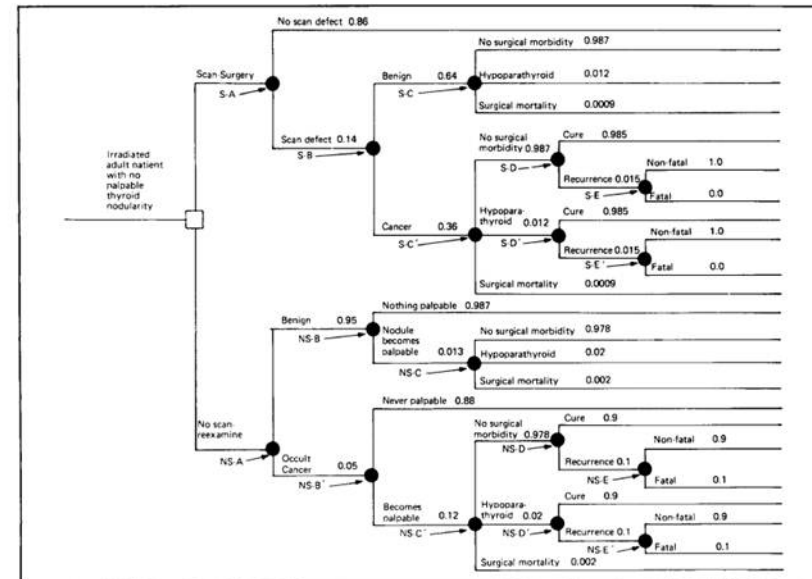 No scan defect 0.86
No surgical morbidity 0.987
Scan-Surgery
Benign 0.64
Hypoparathyroid 0.012
S-A
S-C
Surgical mortality 0.0009
Cure 0.985
No surgical
morbidity 0.987
Scan defect 0.14
Non-fatal 1.0
S-B
S-D
Recurrence 0.015
Irradiated
adult patient
with no
palpable
thyroid
nodularity
S-E
Fatal 0.0
Hypopara-
thyroid 0.012
Cure 0.985
Cancer 0.36
Non-fatal 1.0
S-C´
S-D´
Recurrence 0.015
S-E´
Fatal 0.0
Surgical mortality 0.0009
Nothing palpable 0.987
Benign 0.95
No surgical morbidity 0.978
NS-B
Nodule
becomes
palpable 0.013
Hypoparathyroid 0.02
NS-C
Surgical mortality 0.002
Never palpable 0.88
No scan-
reexamine
Cure 0.9
No surgical
morbidity 0.978
Non-fatal 0.9
NS-A
Occult
Cancer 0.05
NS-D
Recurrence 0.1
NS-B´
NS-E
Fatal 0.1
Becomes
palpable 0.12
Hypopara-
thyroid 0.02
Cure 0.9
Non-fatal 0.9
NS-C´
NS-D´
Recurrence 0.1
NS-E´
Fatal 0.1
Surgical mortality 0.002